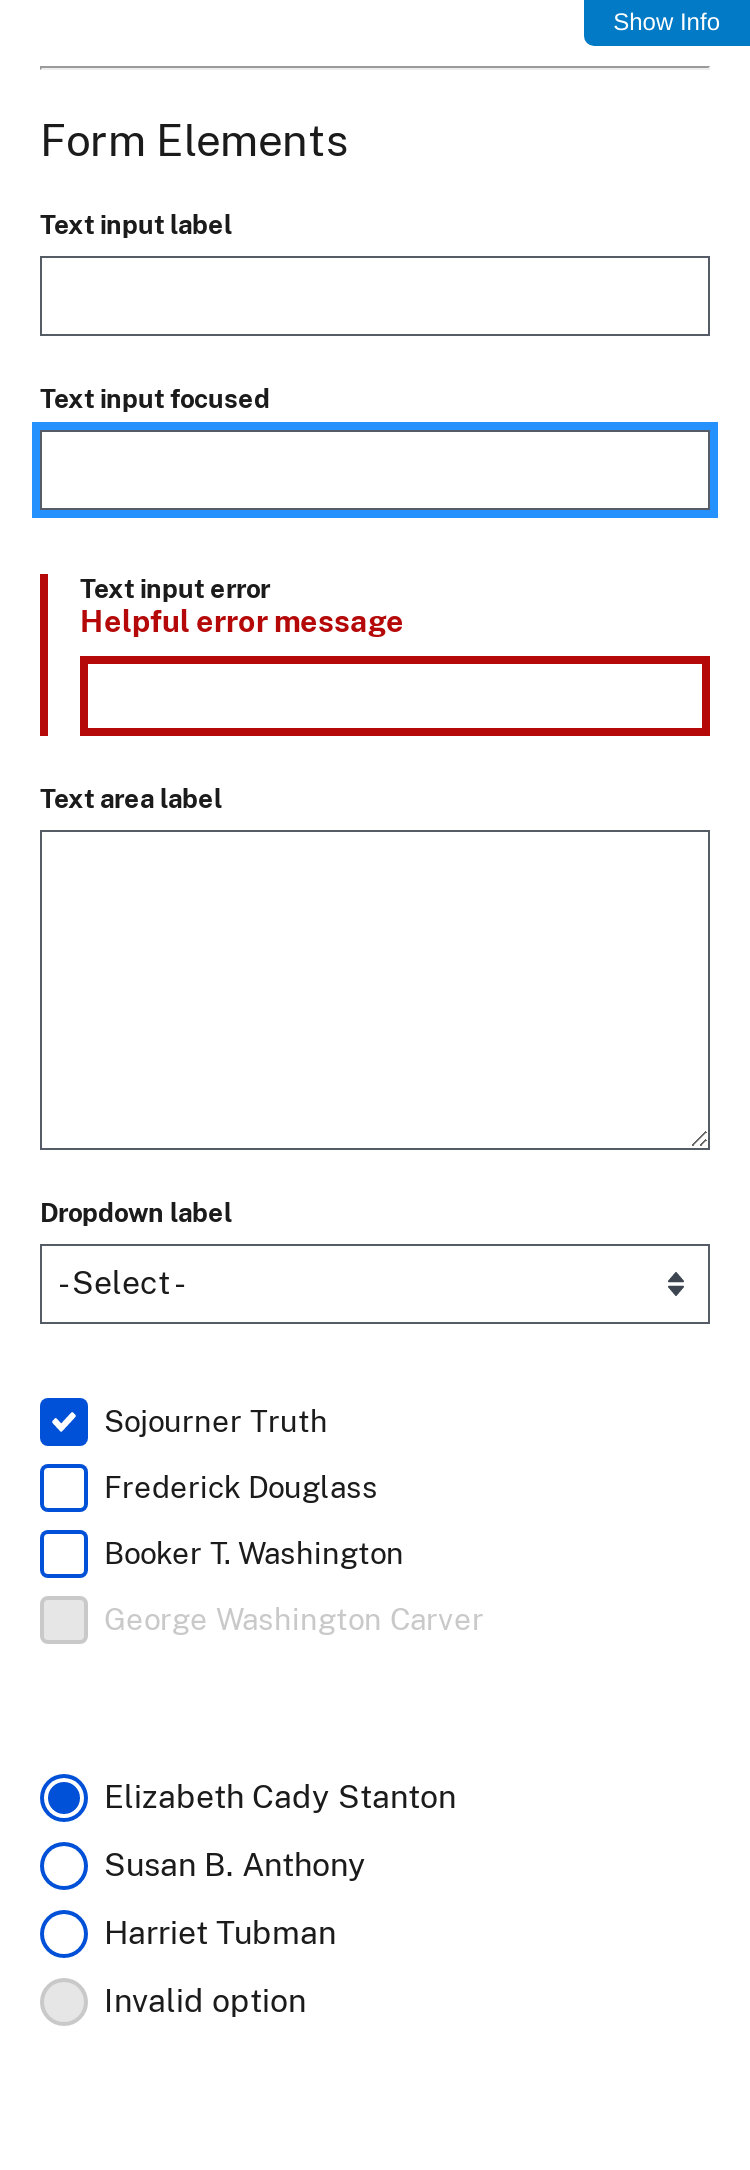 Show Info
Form Elements
Text input label
Text input focused
Text input error
Helpful error message
Text area label
Dropdown label
- Select -
Sojourner Truth
Frederick Douglass
Booker T. Washington
George Washington Carver
Elizabeth Cady Stanton
Susan B. Anthony
Harriet Tubman
Invalid option